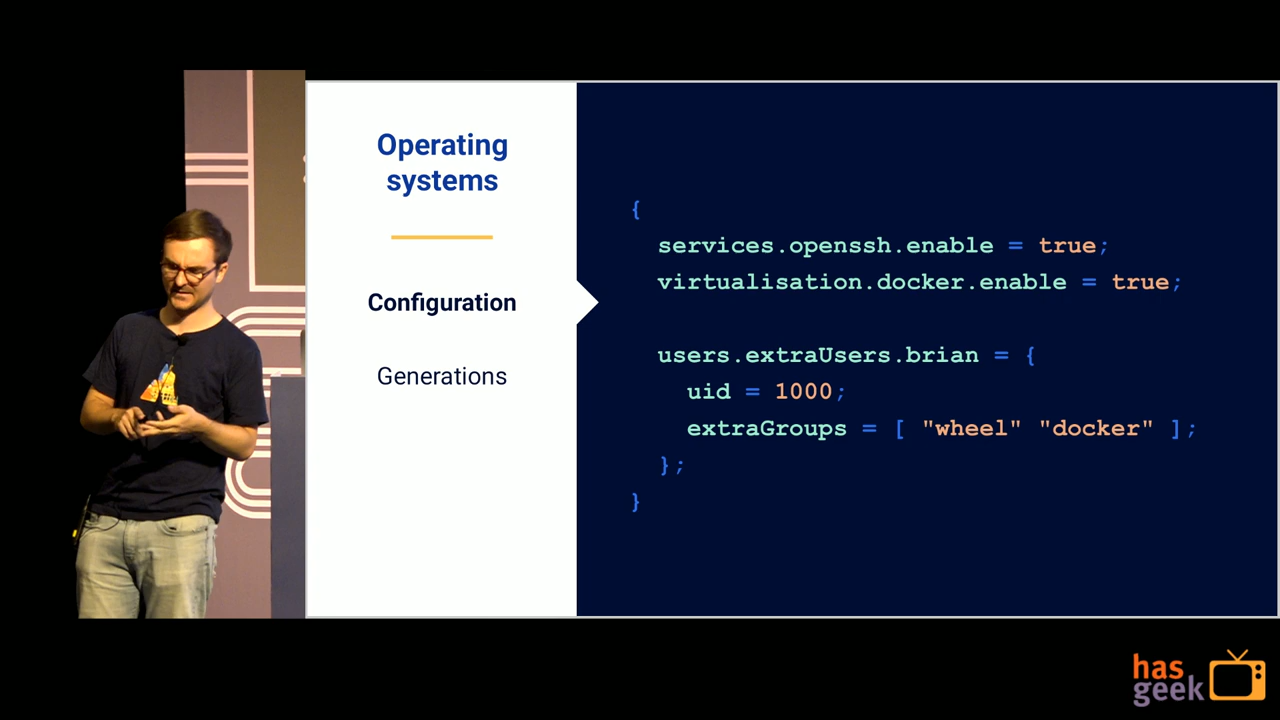 Operating
systems
Configuration
Generations
{
  services.openssh.enable = true;
  virtualisation.docker.enable = true;

  users.extraUsers.brian = {
    uid = 1000;
    extraGroups = [ "wheel" "docker" ];
  };
}
has
geek